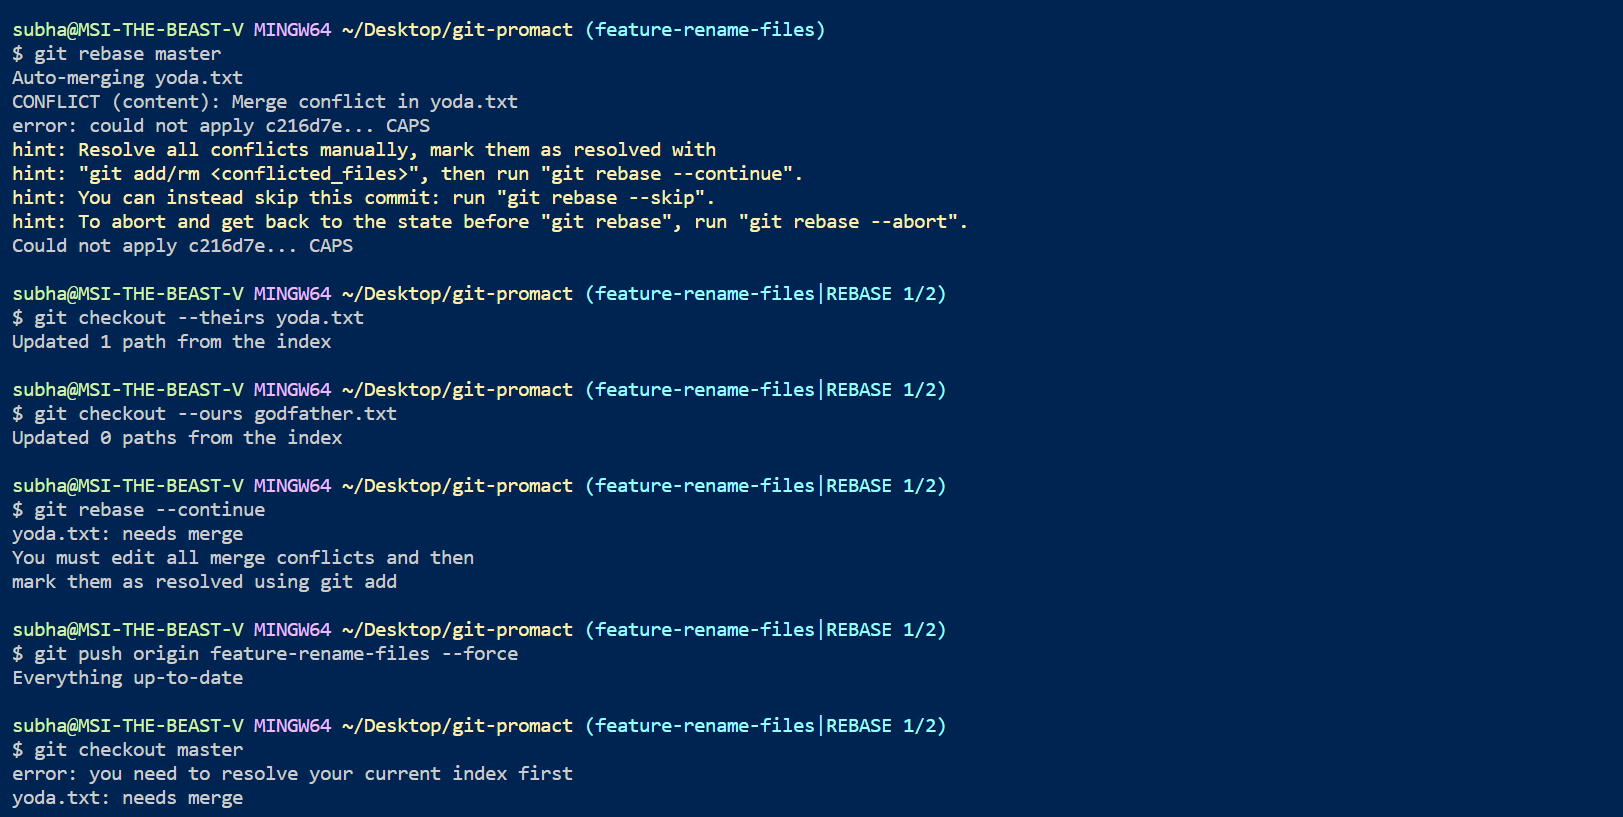 subha@MSI-THE-BEAST-V MINGW64 ~/Desktop/git-promact (feature-rename-files)
$ git rebase master
Auto-merging yoda.txt
CONFLICT (content): Merge conflict in yoda.txt
error: could not apply c216d7e... CAPS
hint: Resolve all conflicts manually, mark them as resolved with
hint: "git add/rm <conflicted_files>", then run "git rebase --continue".
hint: You can instead skip this commit: run "git rebase --skip".
hint: To abort and get back to the state before "git rebase", run "git rebase --abort".
Could not apply c216d7e... CAPS
subha@MSI-THE-BEAST-V MINGW64 ~/Desktop/git-promact (feature-rename-files|REBASE 1/2)
$ git checkout --theirs yoda.txt
Updated 1 path from the index
subha@MSI-THE-BEAST-V MINGW64 ~/Desktop/git-promact (feature-rename-files|REBASE 1/2)
$ git checkout --ours godfather.txt
Updated 0 paths from the index
subha@MSI-THE-BEAST-V MINGW64 ~/Desktop/git-promact (feature-rename-files|REBASE 1/2)
$ git rebase --continue
yoda.txt: needs merge
You must edit all merge conflicts and then
mark them as resolved using git add
subha@MSI-THE-BEAST-V MINGW64 ~/Desktop/git-promact (feature-rename-files|REBASE 1/2)
$ git push origin feature-rename-files --force
Everything up-to-date
subha@MSI-THE-BEAST-V MINGW64 ~/Desktop/git-promact (feature-rename-files|REBASE 1/2)
$ git checkout master
error: you need to resolve your current index first
yoda.txt: needs merge